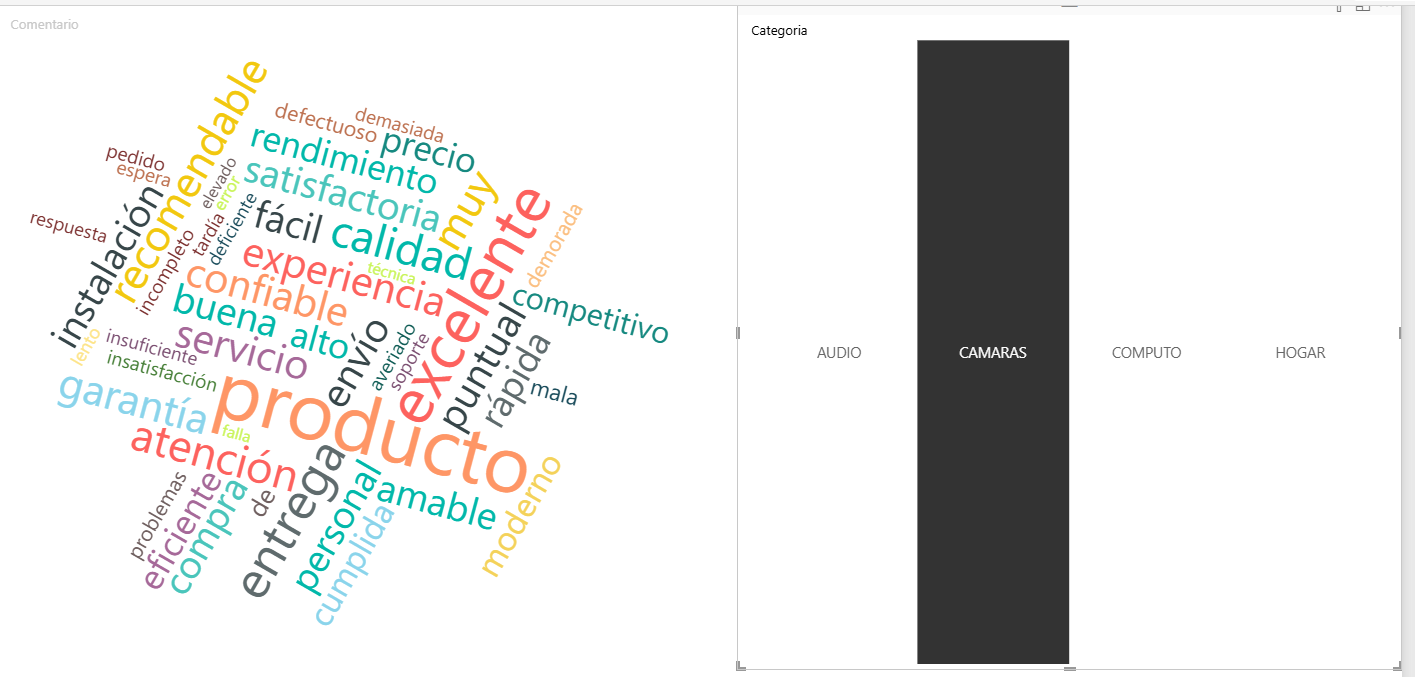 Comentario
Categoria
recomendable
defectuoso
demasiada
rendimiento
precio
pedido
espera
elevado
error
satisfactoria
muy
instalación
respuesta
tardía
deficiente
fácil
calidad
excelente
demorada
incompleto
experiencia
técnica
confiable
competitivo
buena
alto
servicio
envío
averiado
soporte
puntual
rápida
lento
insuficiente
insatisfacción
mala
garantía
producto
falla
atención
entrega
personal
amable
moderno
problemas
eficiente
compra
de
cumplida
AUDIO
CAMARAS
COMPUTO
HOGAR